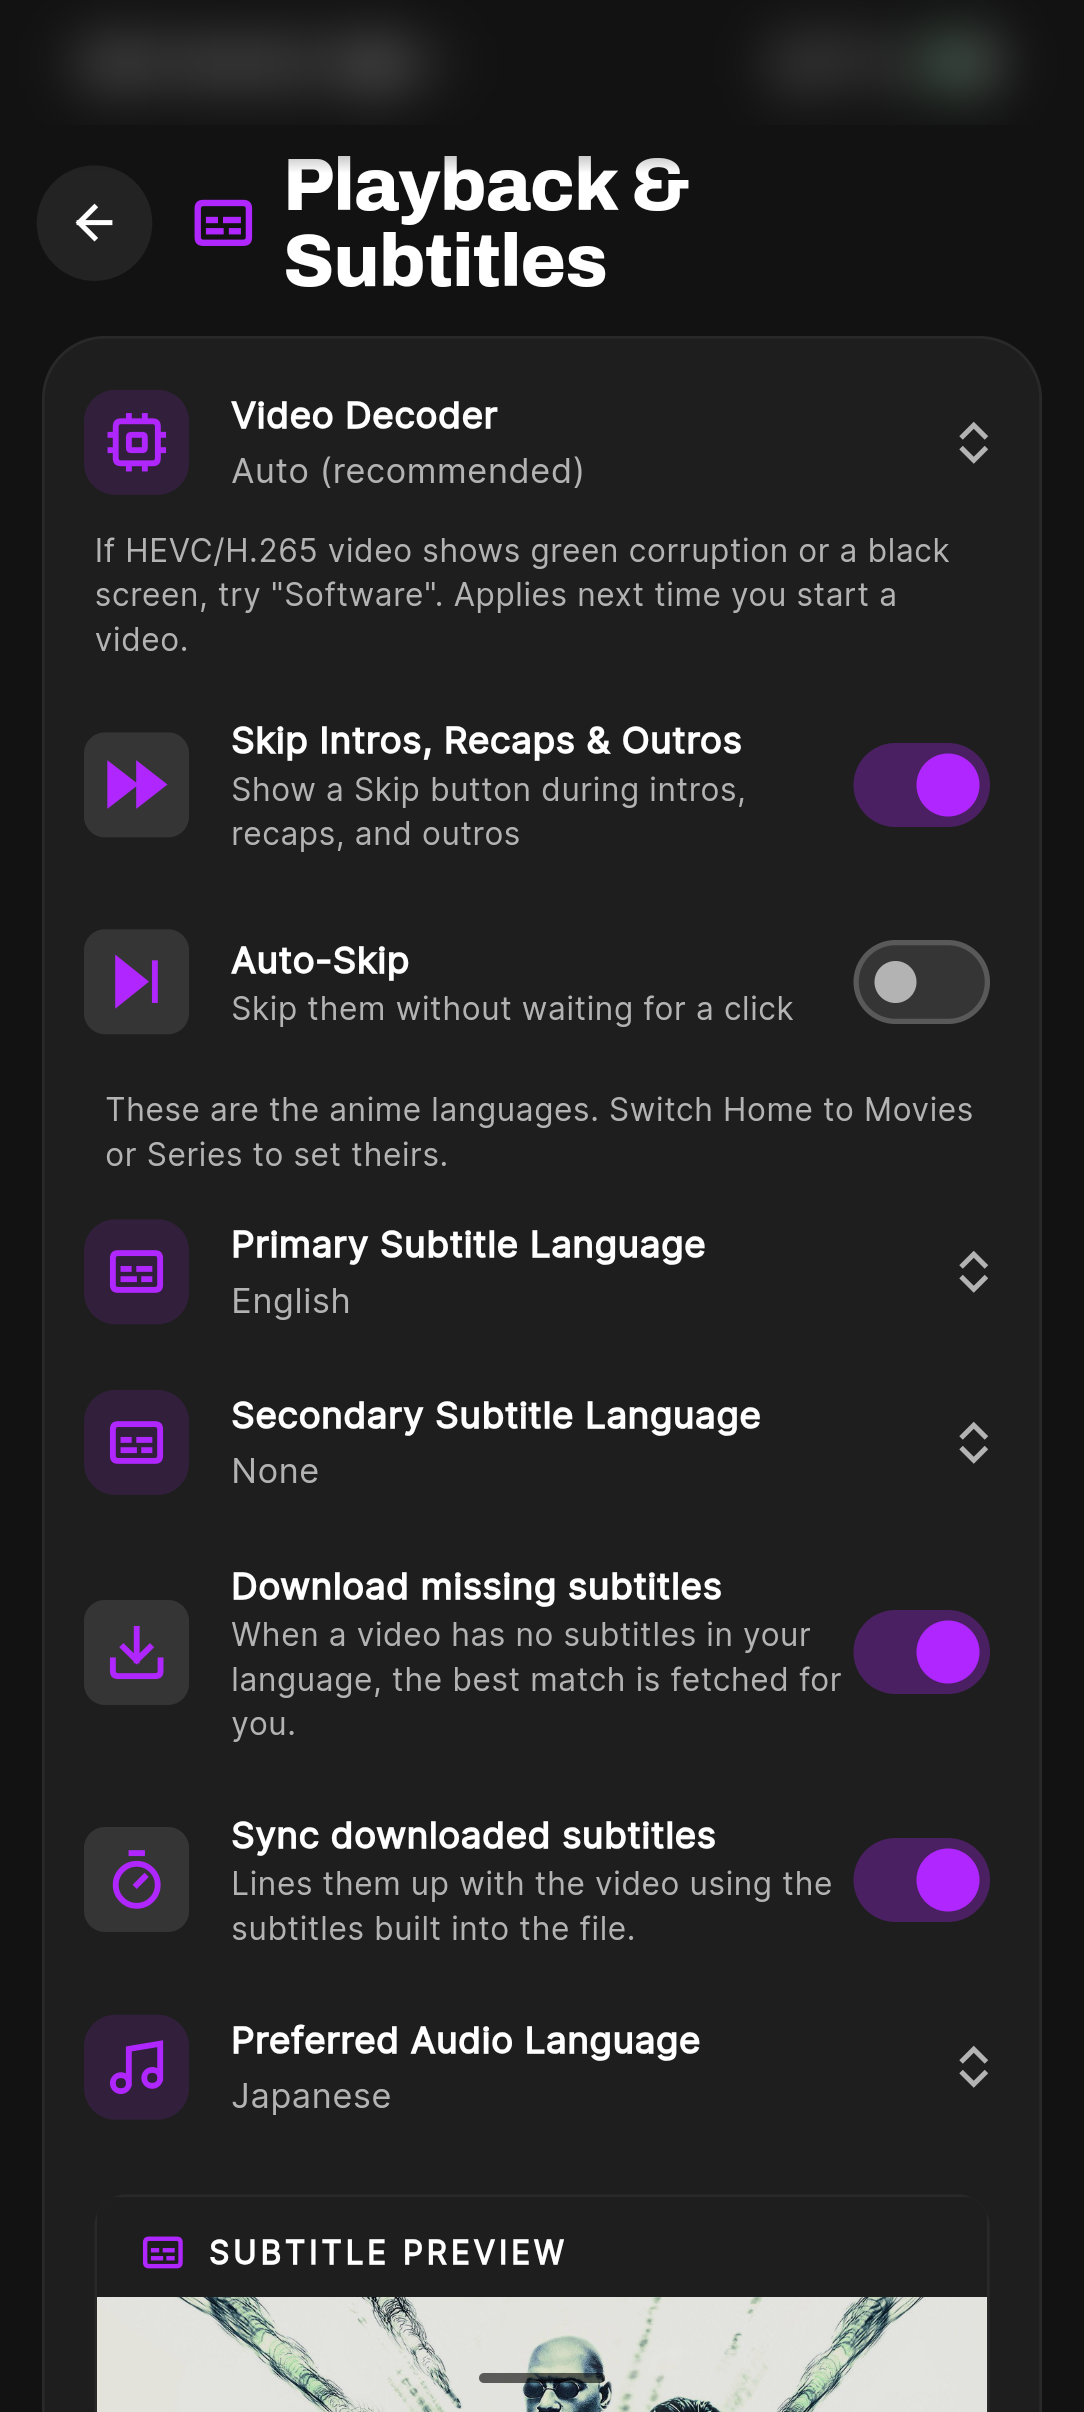 Playback &
Subtitles
Video Decoder
Auto (recommended)
If HEVC/H.265 video shows green corruption or a black
screen, try "Software". Applies next time you start a
video.
Skip Intros, Recaps & Outros
Show a Skip button during intros,
recaps, and outros
Auto-Skip
Skip them without waiting for a click
These are the anime languages. Switch Home to Movies
or Series to set theirs.
Primary Subtitle Language
English
Secondary Subtitle Language
None
Download missing subtitles
When a video has no subtitles in your
language, the best match is fetched for
you.
Sync downloaded subtitles
Lines them up with the video using the
subtitles built into the file.
Preferred Audio Language
Japanese
SUBTITLE PREVIEW